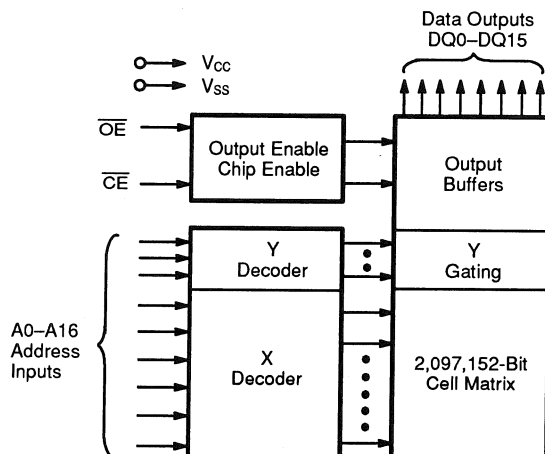 Data Outputs
DQ0–DQ15
VCC
VSS
OE
CE
Output Enable
Chip Enable
Output
Buffers
Y
Decoder
Y
Gating
A0–A16
Address
Inputs
X
Decoder
2,097,152-Bit
Cell Matrix